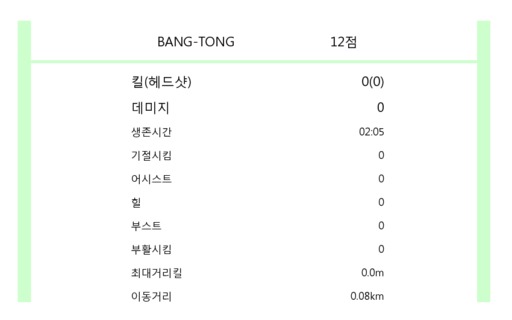 BANG-TONG 12점
킬(헤드샷) 0(0)
데미지 0
생존시간 02:05
기절시킴 0
어시스트 0
힐 0
부스트 0
부활시킴 0
최대거리킬 0.0m
이동거리 0.08km